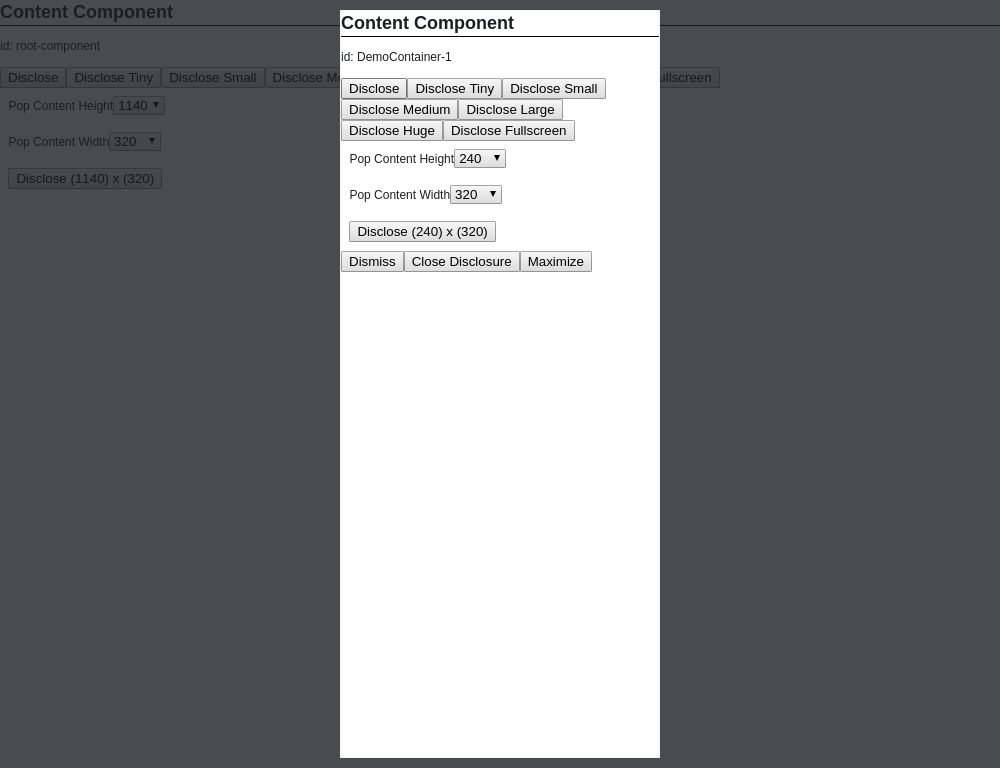 Content Component
id: root-component
Disclose Disclose Tiny Disclose Small Disclose Me ullscreen
Pop Content Height 1140
Pop Content Width 320
Disclose (1140) x (320)
Content Component
id: DemoContainer-1
Disclose Disclose Tiny Disclose Small
Disclose Medium Disclose Large
Disclose Huge Disclose Fullscreen
Pop Content Height 240
Pop Content Width 320
Disclose (240) x (320)
Dismiss Close Disclosure Maximize